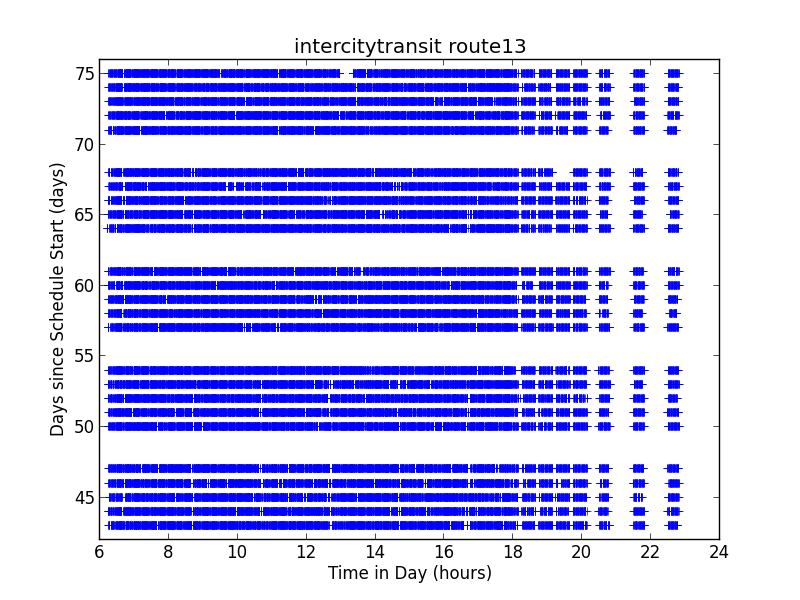 intercitytransit route13
75
70
65
60
55
50
45
Days since Schedule Start (days)
6 8 10 12 14 16 18 20 22 24
Time in Day (hours)